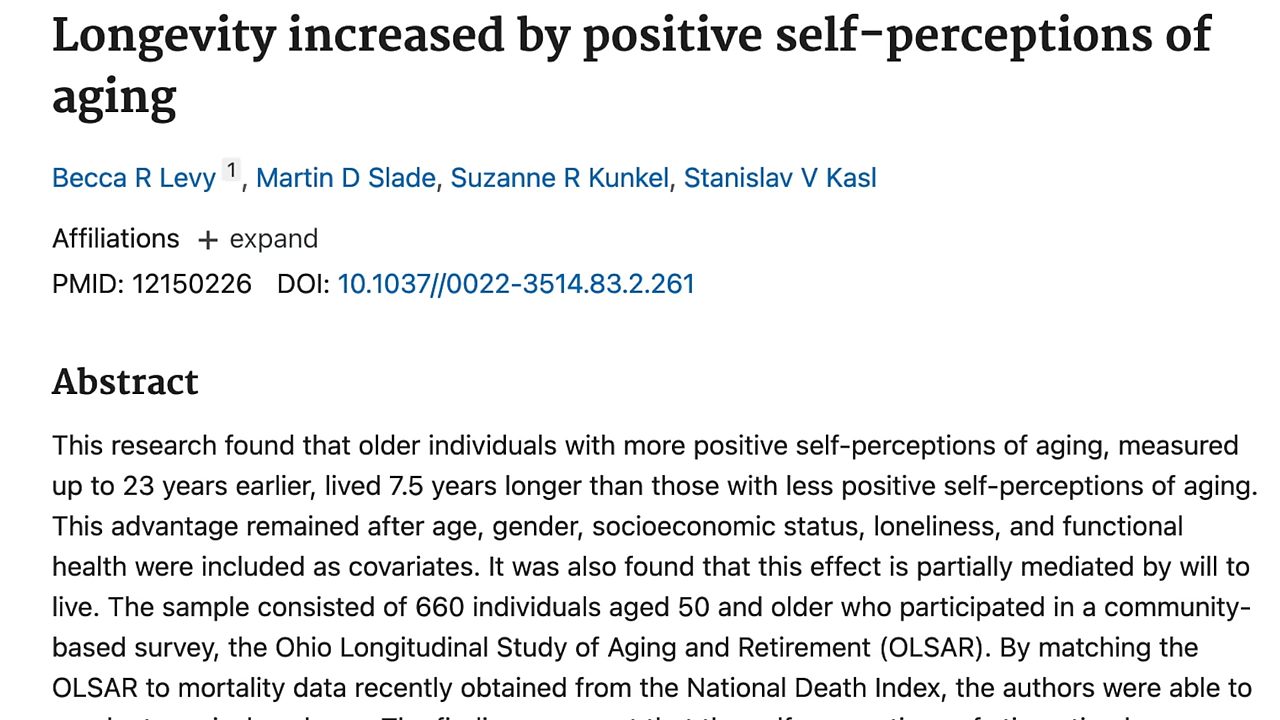 Longevity increased by positive self-perceptions of
aging
Becca R Levy 1, Martin D Slade, Suzanne R Kunkel, Stanislav V Kasl
Affiliations + expand
PMID: 12150226 DOI: 10.1037//0022-3514.83.2.261
Abstract
This research found that older individuals with more positive self-perceptions of aging, measured
up to 23 years earlier, lived 7.5 years longer than those with less positive self-perceptions of aging.
This advantage remained after age, gender, socioeconomic status, loneliness, and functional
health were included as covariates. It was also found that this effect is partially mediated by will to
live. The sample consisted of 660 individuals aged 50 and older who participated in a community-
based survey, the Ohio Longitudinal Study of Aging and Retirement (OLSAR). By matching the
OLSAR to mortality data recently obtained from the National Death Index, the authors were able to